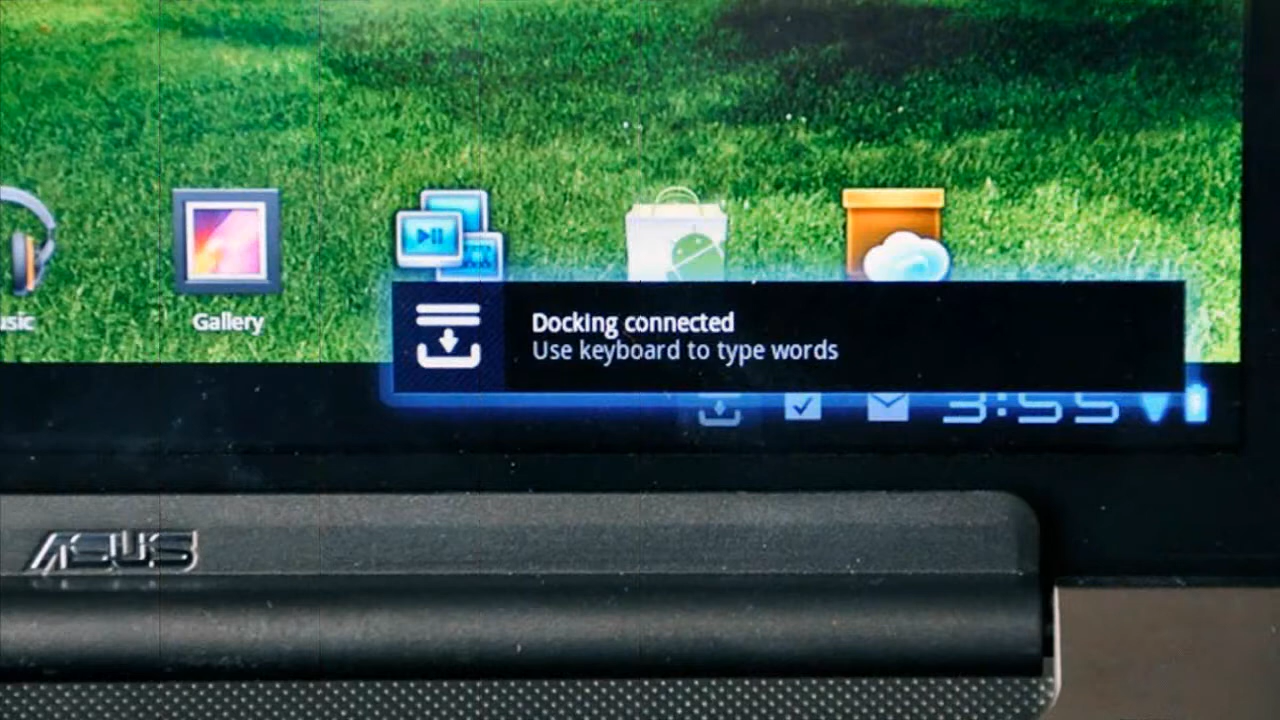 usic
Gallery
Docking connected
Use keyboard to type words
3:55
ASUS